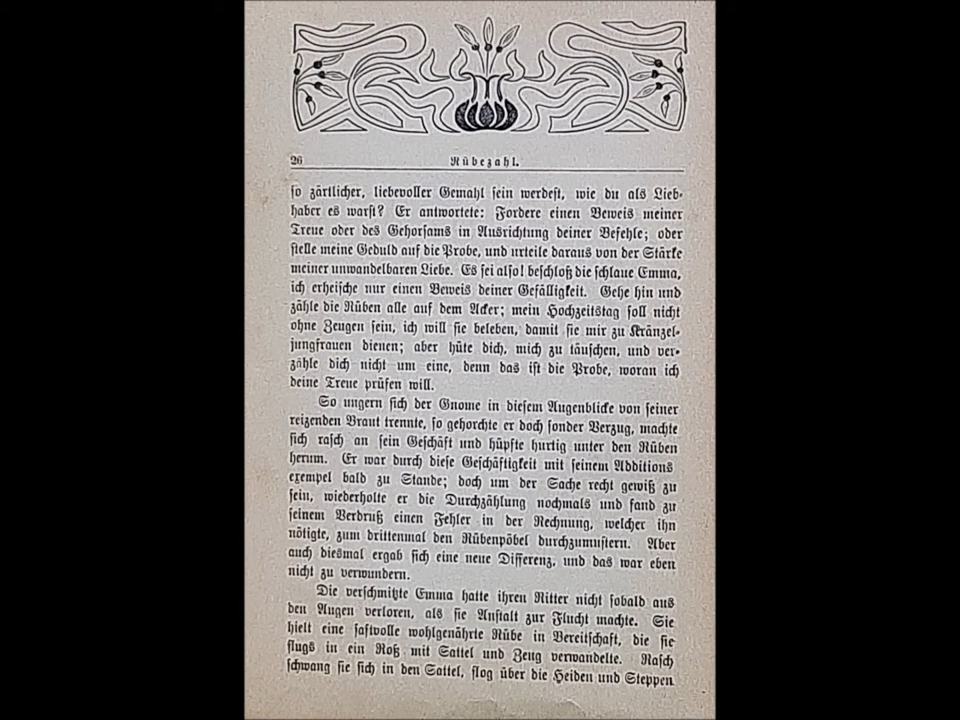 26
Rübezahl.
so zärtlicher, liebevoller Gemahl sein werdest, wie du als Lieb-
haber es warst? Er antwortete: Fordere einen Beweis meiner
Treue oder des Gehorsams in Ausrichtung deiner Befehle; oder
stelle meine Geduld auf die Probe, und urteile daraus von der Stärke
meiner unwandelbaren Liebe. Es sei also! beschloß die schlaue Emma,
ich erheische nur einen Beweis deiner Gefälligkeit. Gehe hin und
zähle die Rüben alle auf dem Acker; mein Hochzeitstag soll nicht
ohne Zeugen sein, ich will sie beleben, damit sie mir zu Kränzel-
jungfrauen dienen; aber hüte dich, mich zu täuschen, und ver-
zähle dich nicht um eine, denn das ist die Probe, woran ich
deine Treue prüfen will.
So ungern sich der Gnome in diesem Augenblicke von seiner
reizenden Braut trennte, so gehorchte er doch sonder Verzug, machte
sich rasch an sein Geschäft und hüpfte hurtig unter den Rüben
herum. Er war durch diese Geschäftigkeit mit seinem Additions
exempel bald zu Stande; doch um der Sache recht gewiß zu
sein, wiederholte er die Durchzählung nochmals und fand zu
seinem Verdruß einen Fehler in der Rechnung, welcher ihn
nötigte, zum drittenmal den Rübenpöbel durchzumustern. Aber
auch diesmal ergab sich eine neue Differenz, und das war eben
nicht zu verwundern.
Die verschmitzte Emma hatte ihren Ritter nicht sobald aus
den Augen verloren, als sie Anstalt zur Flucht machte. Sie
hielt eine saftvolle wohlgenährte Rübe in Bereitschaft, die sie
flugs in ein Roß mit Sattel und Zeug verwandelte. Rasch
schwang sie sich in den Sattel, flog über die Heiden und Steppen